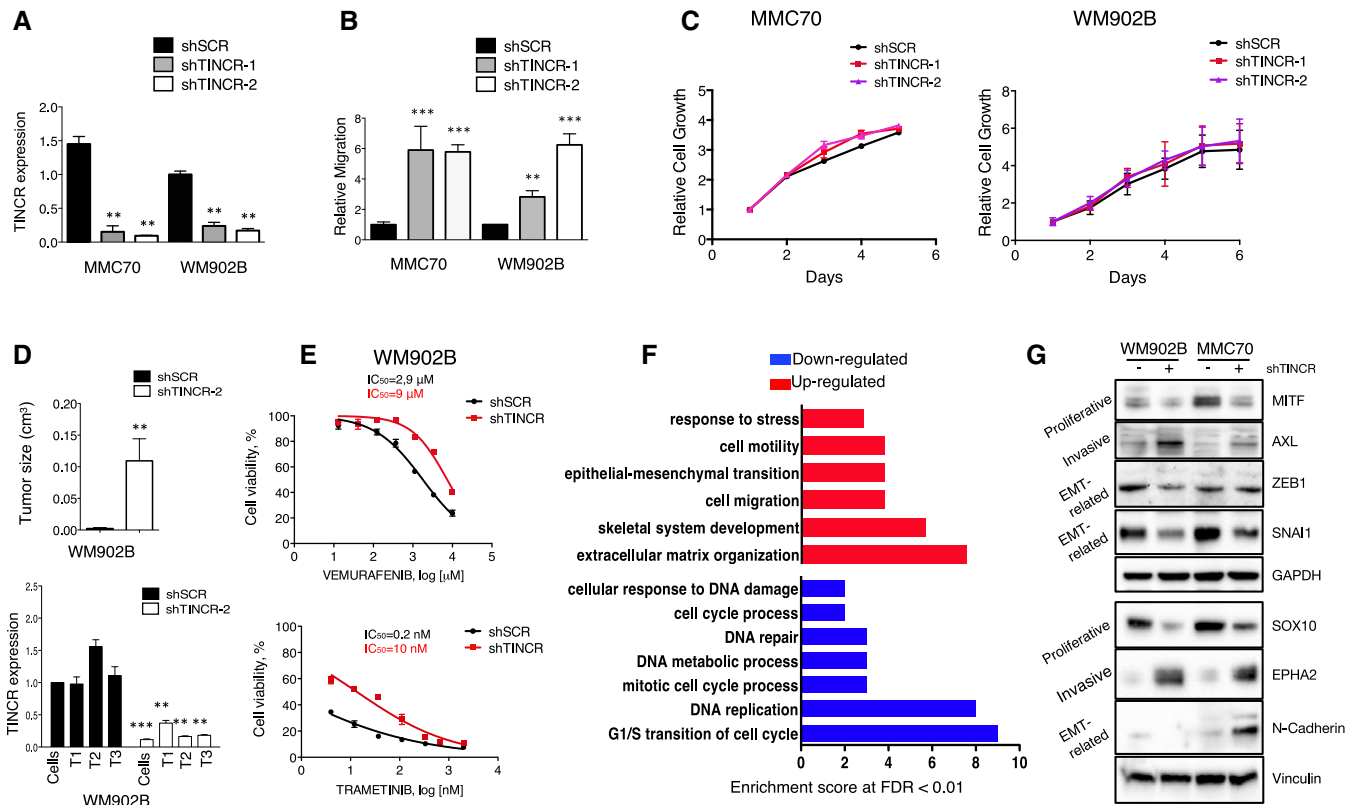 A
shSCR
shTINCR-1
shTINCR-2
TINCR expression
2.0
1.5
1.0
0.5
0.0
** ** ** **
MMC70 WM902B
B
shSCR
shTINCR-1
shTINCR-2
Relative Migration
8
6
4
2
0
*** *** ** ***
MMC70 WM902B
C
MMC70
shSCR
shTINCR-1
shTINCR-2
Relative Cell Growth
5
4
3
2
1
0
0 2 4 6
Days
WM902B
shSCR
shTINCR-1
shTINCR-2
Relative Cell Growth
8
6
4
2
0
0 2 4 6
Days
D
shSCR
shTINCR-2
Tumor size (cm³)
0.20
0.15
0.10
0.05
0.00
**
WM902B
shSCR
shTINCR-2
TINCR expression
2.0
1.5
1.0
0.5
0.0
*** ** ** **
Cells T1 T2 T3 Cells T1 T2 T3
WM902B
E
WM902B
IC₅₀=2,9 µM
IC₅₀=9 µM
shSCR
shTINCR
Cell viability, %
100
80
60
40
20
0
0 1 2 3 4 5
VEMURAFENIB, log [µM]
IC₅₀=0.2 nM
IC₅₀=10 nM
shSCR
shTINCR
Cell viability, %
100
80
60
40
20
0
0 1 2 3 4
TRAMETINIB, log [nM]
F
Down-regulated
Up-regulated
response to stress
cell motility
epithelial-mesenchymal transition
cell migration
skeletal system development
extracellular matrix organization
cellular response to DNA damage
cell cycle process
DNA repair
DNA metabolic process
mitotic cell cycle process
DNA replication
G1/S transition of cell cycle
0 2 4 6 8 10
Enrichment score at FDR < 0.01
G
WM902B MMC70
- + - + shTINCR
Proliferative MITF
Invasive AXL
EMT-related ZEB1
EMT-related SNAI1
GAPDH
Proliferative SOX10
Invasive EPHA2
EMT-related N-Cadherin
Vinculin